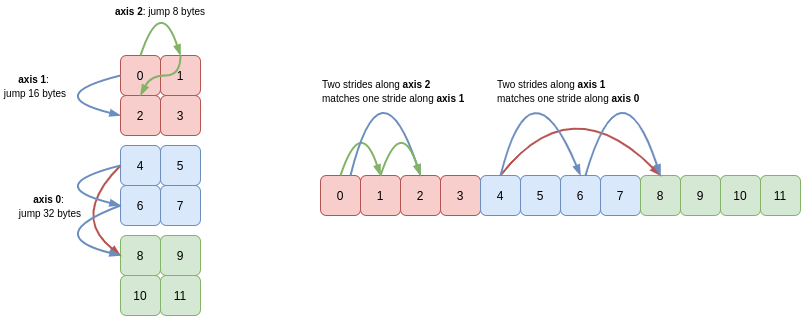 axis 2: jump 8 bytes
axis 1:
jump 16 bytes
0 1
2 3
4 5
axis 0:
jump 32 bytes
6 7
8 9
10 11
Two strides along axis 2
matches one stride along axis 1
Two strides along axis 1
matches one stride along axis 0
0 1 2 3 4 5 6 7 8 9 10 11